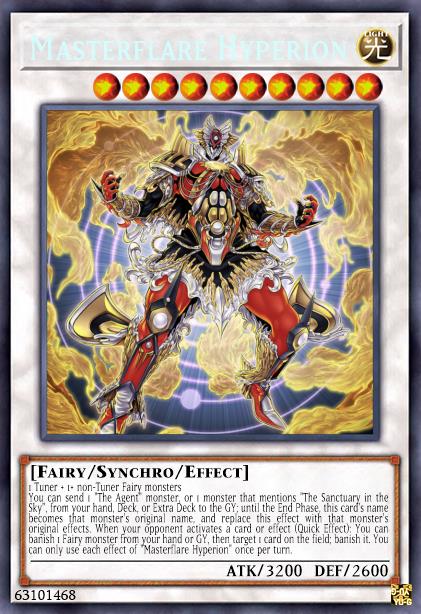 Masterflare Hyperion
LIGHT
光
[Fairy/Synchro/Effect]
1 Tuner + 1+ non-Tuner Fairy monsters
You can send 1 "The Agent" monster, or 1 monster that mentions "The Sanctuary in the
Sky", from your hand, Deck, or Extra Deck to the GY; until the End Phase, this card's name
becomes that monster's original name, and replace this effect with that monster's
original effects. When your opponent activates a card or effect (Quick Effect): You can
banish 1 Fairy monster from your hand or GY, then target 1 card on the field; banish it. You
can only use each effect of "Masterflare Hyperion" once per turn.
ATK/3200 DEF/2600
63101468